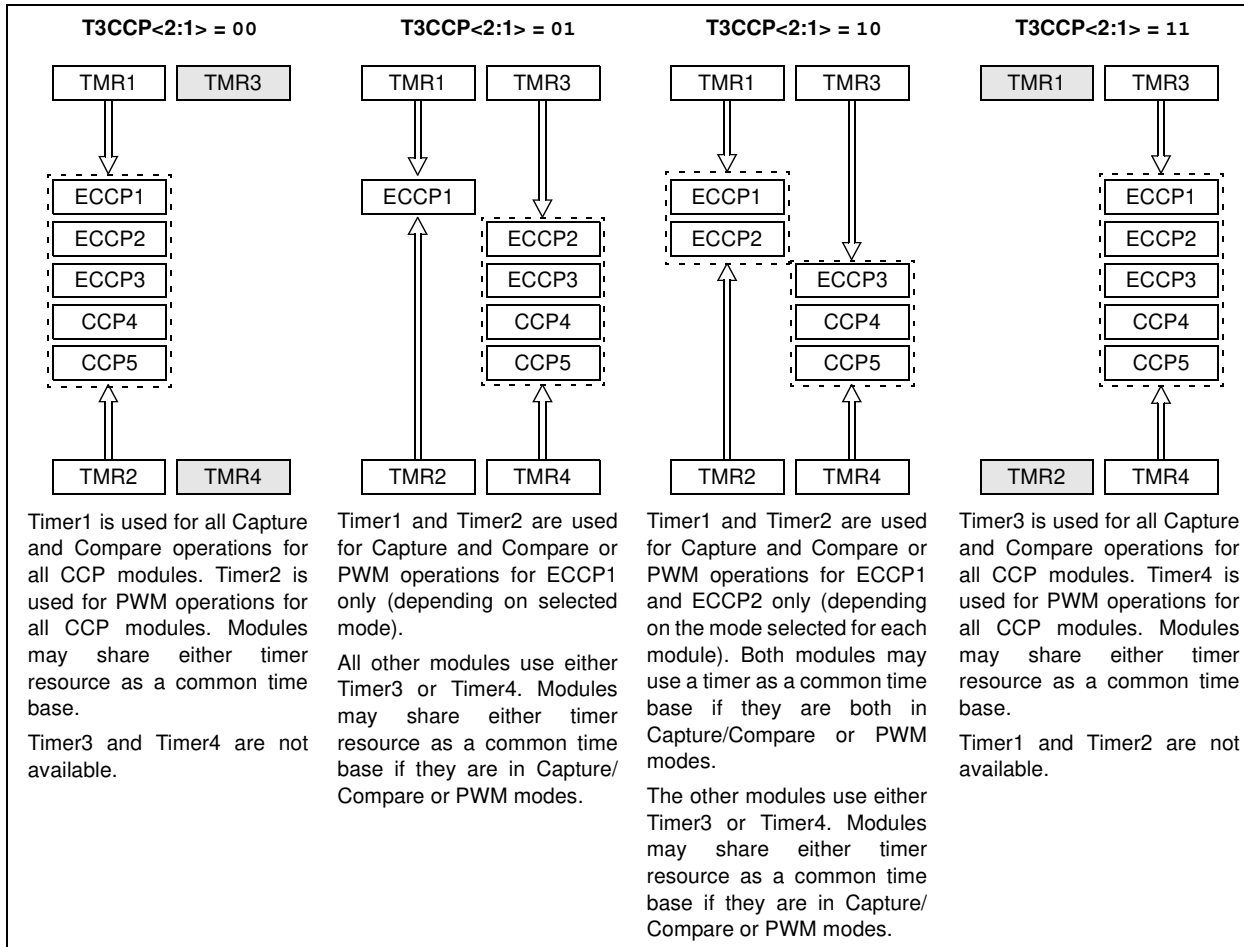 T3CCP<2:1> = 00
TMR1 TMR3
ECCP1
ECCP2
ECCP3
CCP4
CCP5
TMR2 TMR4
Timer1 is used for all Capture
and Compare operations for
all CCP modules. Timer2 is
used for PWM operations for
all CCP modules. Modules
may share either timer
resource as a common time
base.
Timer3 and Timer4 are not
available.
T3CCP<2:1> = 01
TMR1 TMR3
ECCP1
ECCP2
ECCP3
CCP4
CCP5
TMR2 TMR4
Timer1 and Timer2 are used
for Capture and Compare or
PWM operations for ECCP1
only (depending on selected
mode).
All other modules use either
Timer3 or Timer4. Modules
may share either timer
resource as a common time
base if they are in Capture/
Compare or PWM modes.
T3CCP<2:1> = 10
TMR1 TMR3
ECCP1
ECCP2
ECCP3
CCP4
CCP5
TMR2 TMR4
Timer1 and Timer2 are used
for Capture and Compare or
PWM operations for ECCP1
and ECCP2 only (depending
on the mode selected for each
module). Both modules may
use a timer as a common time
base if they are both in
Capture/Compare or PWM
modes.
The other modules use either
Timer3 or Timer4. Modules
may share either timer
resource as a common time
base if they are in Capture/
Compare or PWM modes.
T3CCP<2:1> = 11
TMR1 TMR3
ECCP1
ECCP2
ECCP3
CCP4
CCP5
TMR2 TMR4
Timer3 is used for all Capture
and Compare operations for
all CCP modules. Timer4 is
used for PWM operations for
all CCP modules. Modules
may share either timer
resource as a common time
base.
Timer1 and Timer2 are not
available.